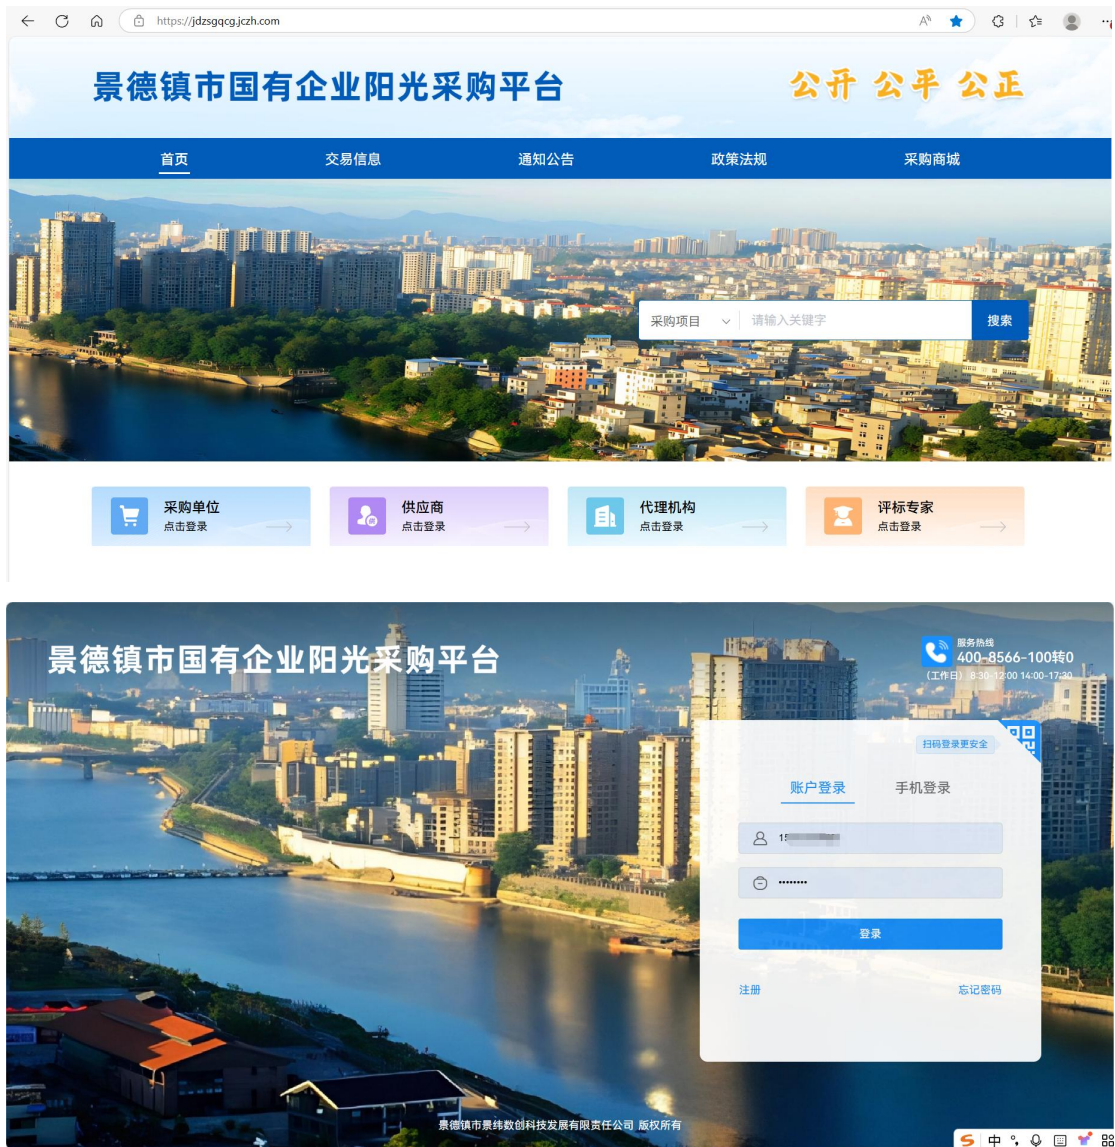 https://jdzsgqcg.jczh.com
景德镇市国有企业阳光采购平台
公开 公平 公正
首页 交易信息 通知公告 政策法规 采购商城
采购项目 请输入关键字 搜索
采购单位 供应商 代理机构 评标专家
点击登录 点击登录 点击登录 点击登录
景德镇市国有企业阳光采购平台
服务热线
400-8566-100转0
(工作日) 8:30-12:00 14:00-17:30
扫码登录更安全
账户登录 手机登录
登录
注册 忘记密码
景德镇市景纬数创科技发展有限责任公司 版权所有
中